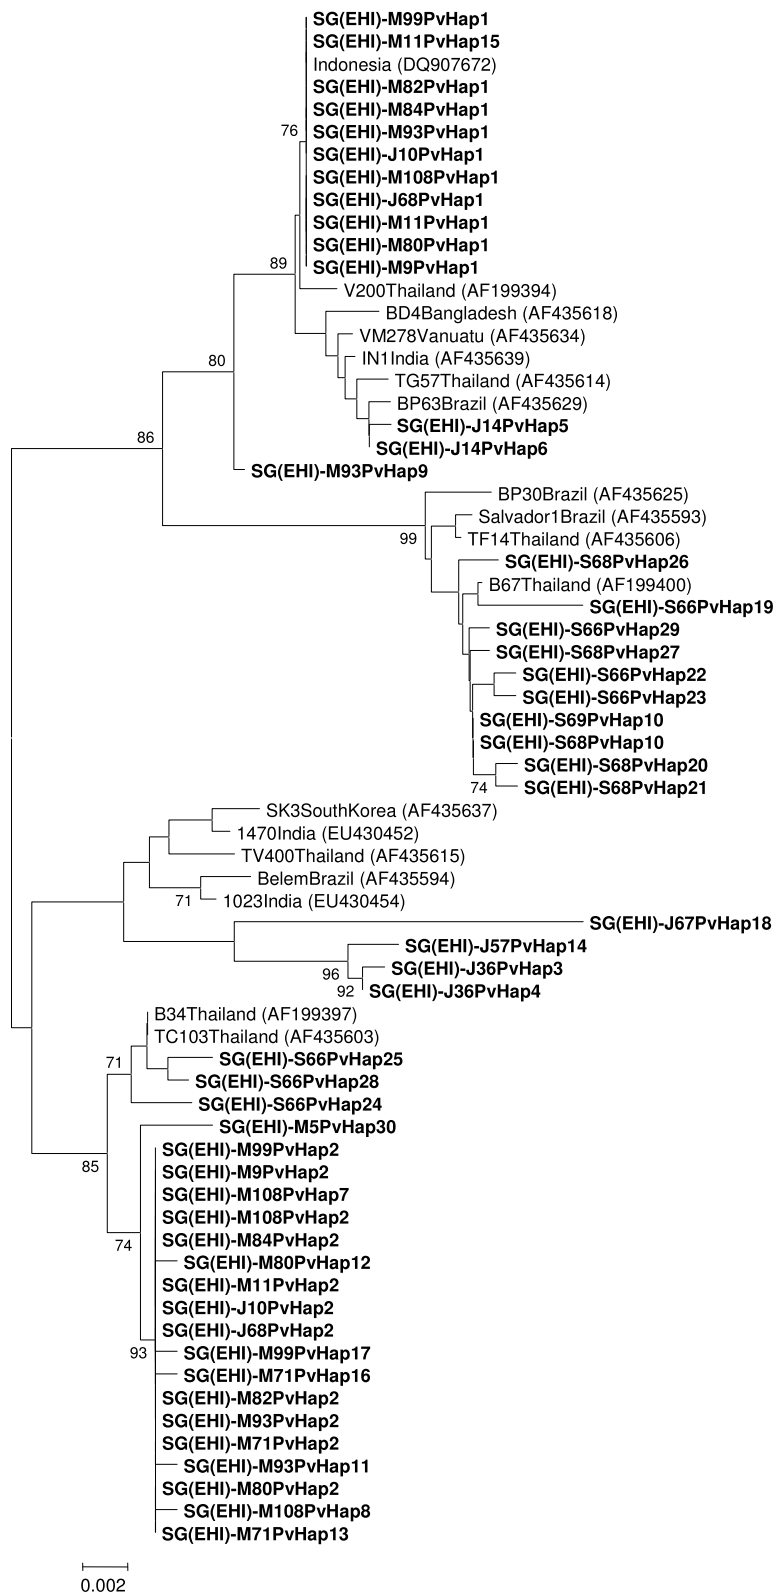 SG(EHI)-M99PvHap1
SG(EHI)-M11PvHap15
Indonesia (DQ907672)
SG(EHI)-M82PvHap1
SG(EHI)-M84PvHap1
76
SG(EHI)-M93PvHap1
SG(EHI)-J10PvHap1
SG(EHI)-M108PvHap1
SG(EHI)-J68PvHap1
SG(EHI)-M11PvHap1
SG(EHI)-M80PvHap1
89
SG(EHI)-M9PvHap1
V200Thailand (AF199394)
BD4Bangladesh (AF435618)
VM278Vanuatu (AF435634)
80
IN1India (AF435639)
TG57Thailand (AF435614)
BP63Brazil (AF435629)
SG(EHI)-J14PvHap5
86
SG(EHI)-J14PvHap6
SG(EHI)-M93PvHap9
BP30Brazil (AF435625)
Salvador1Brazil (AF435593)
99
TF14Thailand (AF435606)
SG(EHI)-S68PvHap26
B67Thailand (AF199400)
SG(EHI)-S66PvHap19
SG(EHI)-S66PvHap29
SG(EHI)-S68PvHap27
SG(EHI)-S66PvHap22
SG(EHI)-S66PvHap23
SG(EHI)-S69PvHap10
SG(EHI)-S68PvHap10
SG(EHI)-S68PvHap20
74
SG(EHI)-S68PvHap21
SK3SouthKorea (AF435637)
1470India (EU430452)
TV400Thailand (AF435615)
BelemBrazil (AF435594)
71
1023India (EU430454)
SG(EHI)-J67PvHap18
SG(EHI)-J57PvHap14
96
SG(EHI)-J36PvHap3
92
SG(EHI)-J36PvHap4
B34Thailand (AF199397)
TC103Thailand (AF435603)
71
SG(EHI)-S66PvHap25
SG(EHI)-S66PvHap28
SG(EHI)-S66PvHap24
SG(EHI)-M5PvHap30
SG(EHI)-M99PvHap2
85
SG(EHI)-M9PvHap2
SG(EHI)-M108PvHap7
SG(EHI)-M108PvHap2
74
SG(EHI)-M84PvHap2
SG(EHI)-M80PvHap12
SG(EHI)-M11PvHap2
SG(EHI)-J10PvHap2
SG(EHI)-J68PvHap2
93
SG(EHI)-M99PvHap17
SG(EHI)-M71PvHap16
SG(EHI)-M82PvHap2
SG(EHI)-M93PvHap2
SG(EHI)-M71PvHap2
SG(EHI)-M93PvHap11
SG(EHI)-M80PvHap2
SG(EHI)-M108PvHap8
SG(EHI)-M71PvHap13
0.002